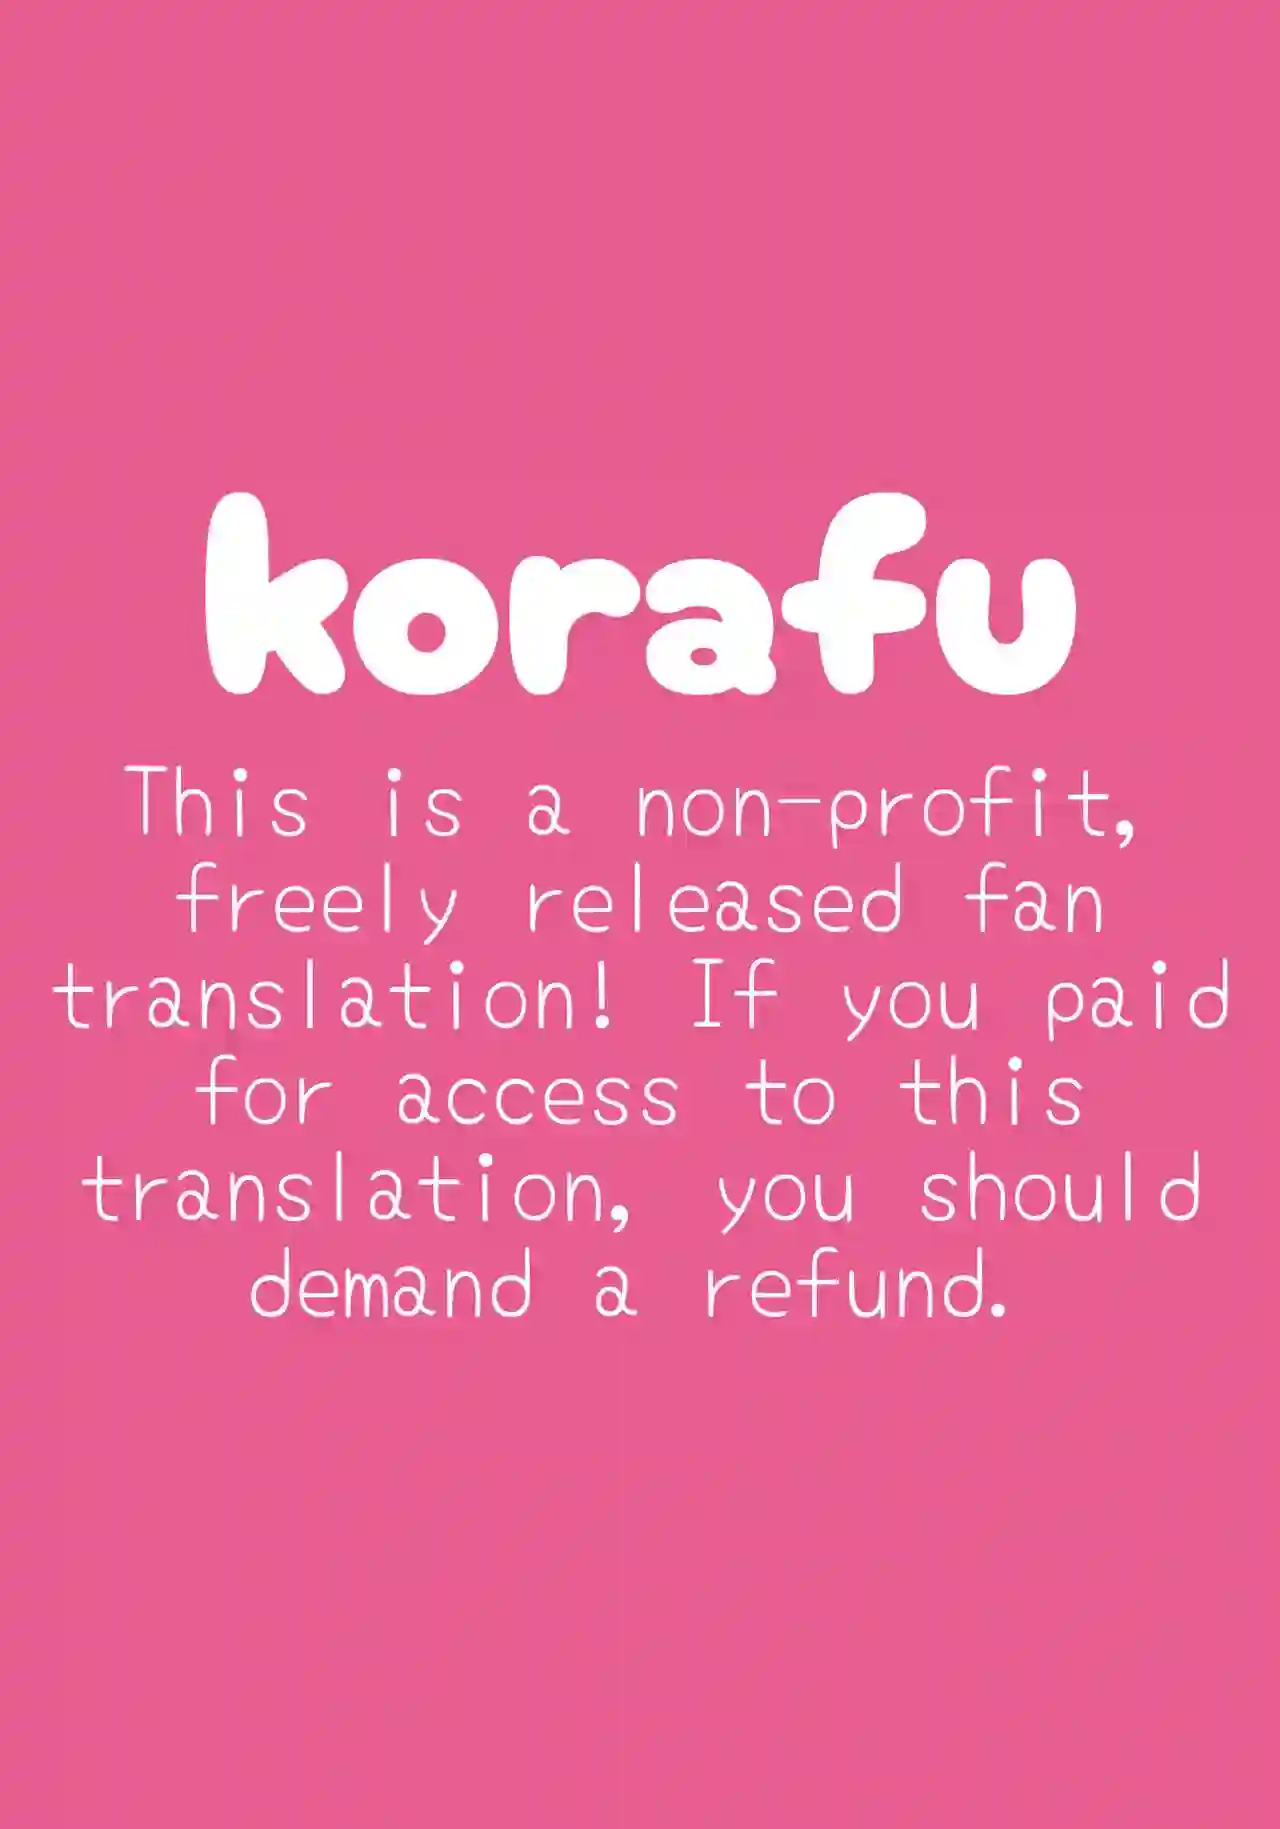 korafu
This is a non-profit,
freely released fan
translation! If you paid
for access to this
translation, you should
demand a refund.